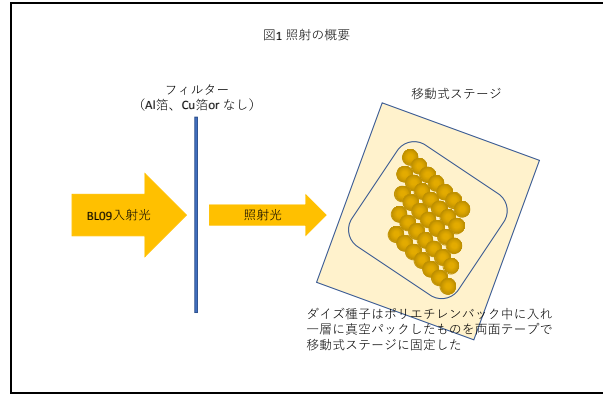 図1 照射の概要
フィルター
（Al箔、Cu箔or なし）
移動式ステージ
BL09入射光
照射光
ダイズ種子はポリエチレンパック中に入れ
一層に真空パックしたものを両面テープで
移動式ステージに固定した